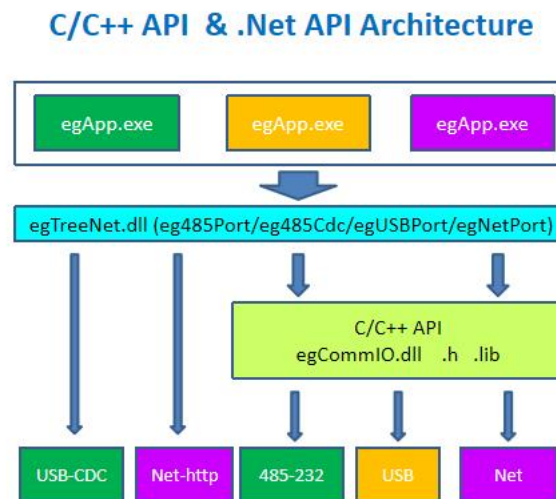 C/C++ API & .Net API Architecture
egApp.exe
egApp.exe
egApp.exe
egTreeNet.dll (eg485Port/eg485Cdc/egUSBPort/egNetPort)
C/C++ API
egCommIO.dll .h .lib
USB-CDC
Net-http
485-232
USB
Net